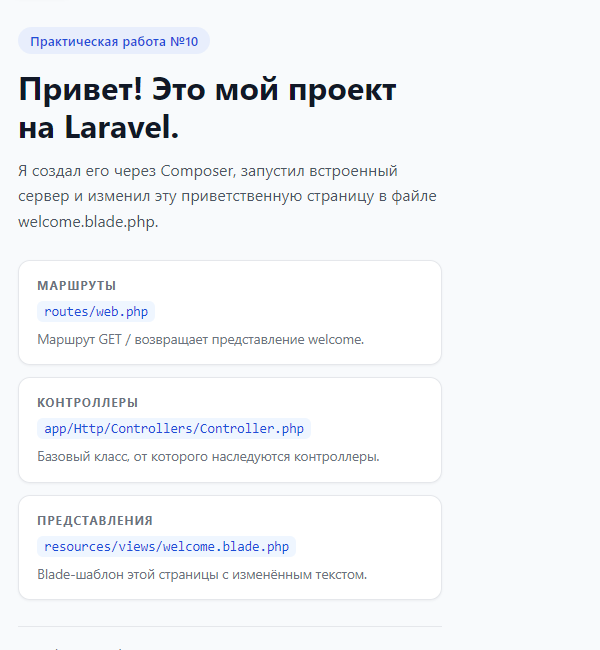 Практическая работа №10
Привет! Это мой проект
на Laravel.
Я создал его через Composer, запустил встроенный
сервер и изменил эту приветственную страницу в файле
welcome.blade.php.
МАРШРУТЫ
routes/web.php
Маршрут GET / возвращает представление welcome.
КОНТРОЛЛЕРЫ
app/Http/Controllers/Controller.php
Базовый класс, от которого наследуются контроллеры.
ПРЕДСТАВЛЕНИЯ
resources/views/welcome.blade.php
Blade-шаблон этой страницы с изменённым текстом.